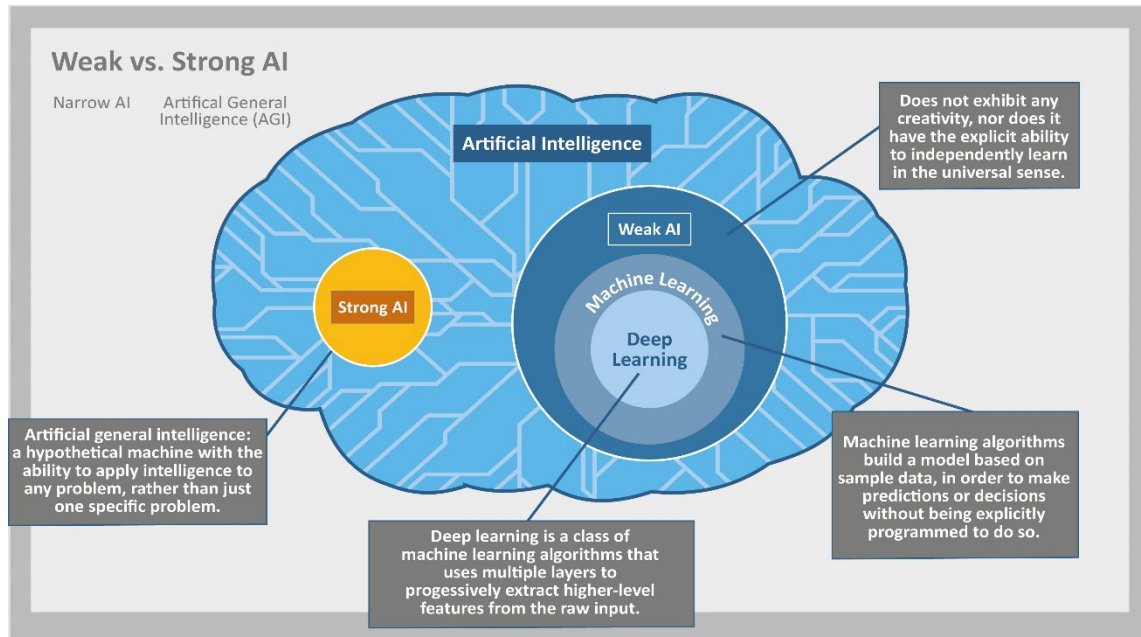 Weak vs. Strong AI
Narrow AI
Artifical General
Intelligence (AGI)
Artificial Intelligence
Does not exhibit any
creativity, nor does it
have the explicit ability
to independently learn
in the universal sense.
Weak AI
Machine Learning
Deep
Learning
Strong AI
Artificial general intelligence:
a hypothetical machine with the
ability to apply intelligence to
any problem, rather than just
one specific problem.
Machine learning algorithms
build a model based on
sample data, in order to make
predictions or decisions
without being explicitly
programmed to do so.
Deep learning is a class of
machine learning algorithms that
uses multiple layers to
progessively extract higher-level
features from the raw input.